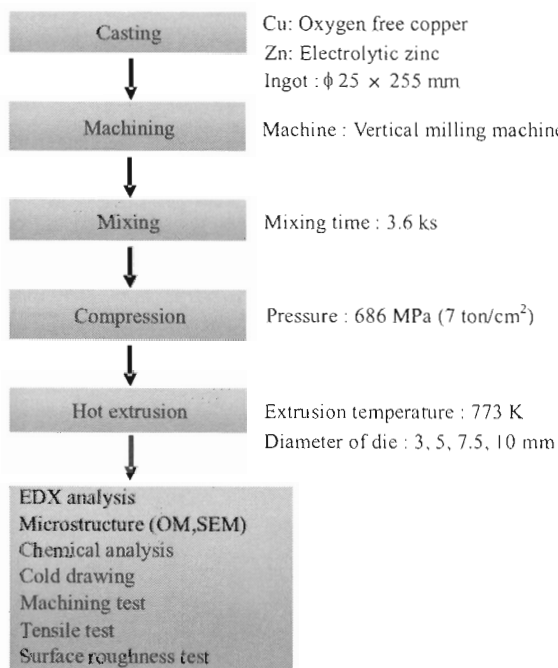 Casting
Cu: Oxygen free copper
Zn: Electrolytic zinc
Ingot : ϕ 25 × 255 mm
Machining
Machine : Vertical milling machine
Mixing
Mixing time : 3.6 ks
Compression
Pressure : 686 MPa (7 ton/cm²)
Hot extrusion
Extrusion temperature : 773 K
Diameter of die : 3, 5, 7.5, 10 mm
EDX analysis
Microstructure (OM,SEM)
Chemical analysis
Cold drawing
Machining test
Tensile test
Surface roughness test